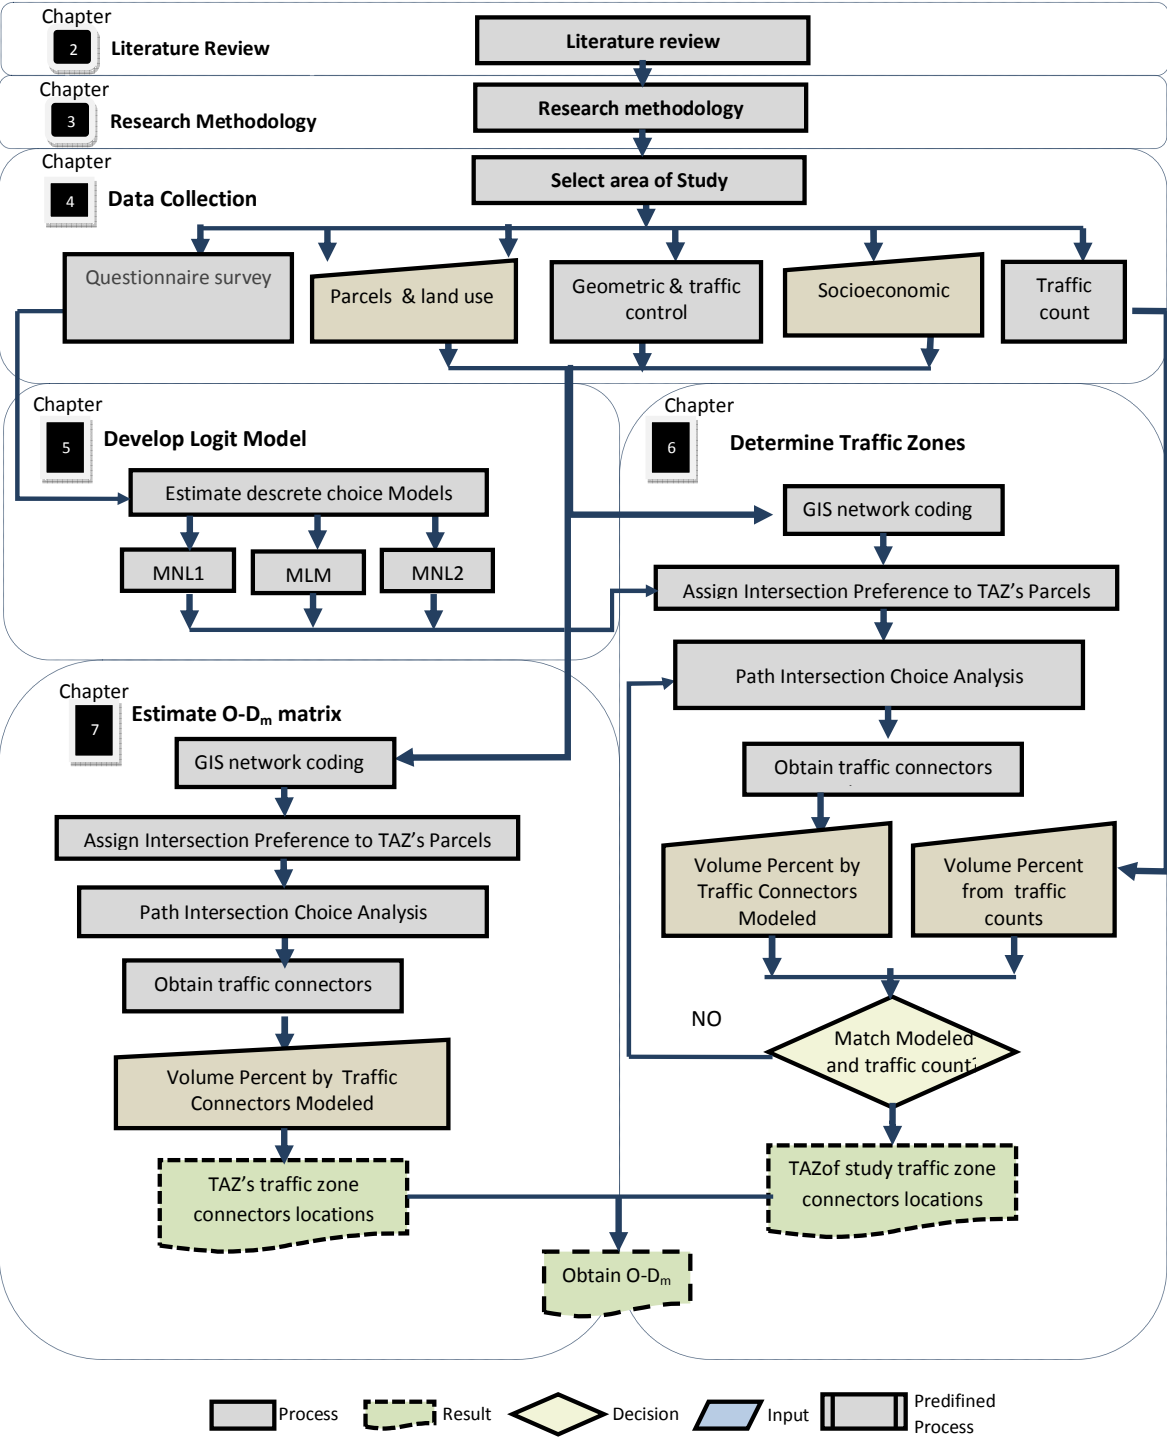 Chapter
2
Literature Review
Literature review
Chapter
3
Research Methodology
Research methodology
Chapter
4
Data Collection
Select area of Study
Questionnaire survey
Parcels & land use
Geometric & traffic
control
Socioeconomic
Traffic
count
Chapter
5
Develop Logit Model
Estimate descrete choice Models
MNL1
MLM
MNL2
Chapter
6
Determine Traffic Zones
GIS network coding
Assign Intersection Preference to TAZ's Parcels
Path Intersection Choice Analysis
Obtain traffic connectors
Volume Percent by
Traffic Connectors
Modeled
Volume Percent
from traffic
counts
NO
Match Modeled
and traffic count?
TAZof study traffic zone
connectors locations
Chapter
7
Estimate O-Dm matrix
GIS network coding
Assign Intersection Preference to TAZ's Parcels
Path Intersection Choice Analysis
Obtain traffic connectors
Volume Percent by Traffic
Connectors Modeled
TAZ's traffic zone
connectors locations
Obtain O-Dm
Process
Result
Decision
Input
Predifined
Process